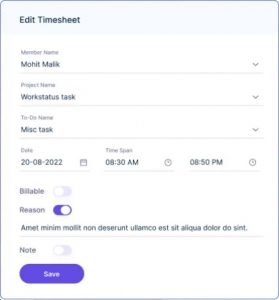 Edit Timesheet
Member Name
Mohit Malik
Project Name
Workstatus task
To-Do Name
Misc task
Date Time Span
20-08-2022 08:30 AM 08:50 PM
Billable
Reason
Amet minim mollit non deserunt ullamco est sit aliqua dolor do sint.
Note
Save